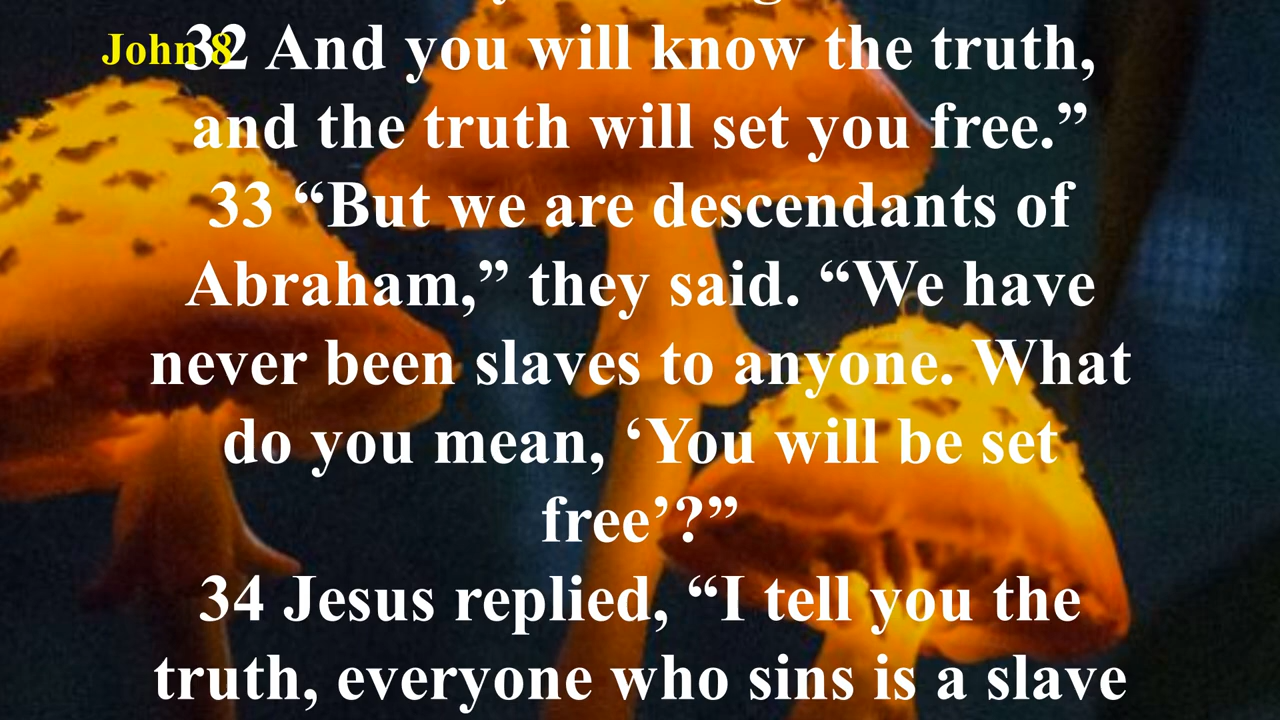 John 8
32 And you will know the truth,
and the truth will set you free.”
33 “But we are descendants of
Abraham,” they said. “We have
never been slaves to anyone. What
do you mean, ‘You will be set
free’?”
34 Jesus replied, “I tell you the
truth, everyone who sins is a slave